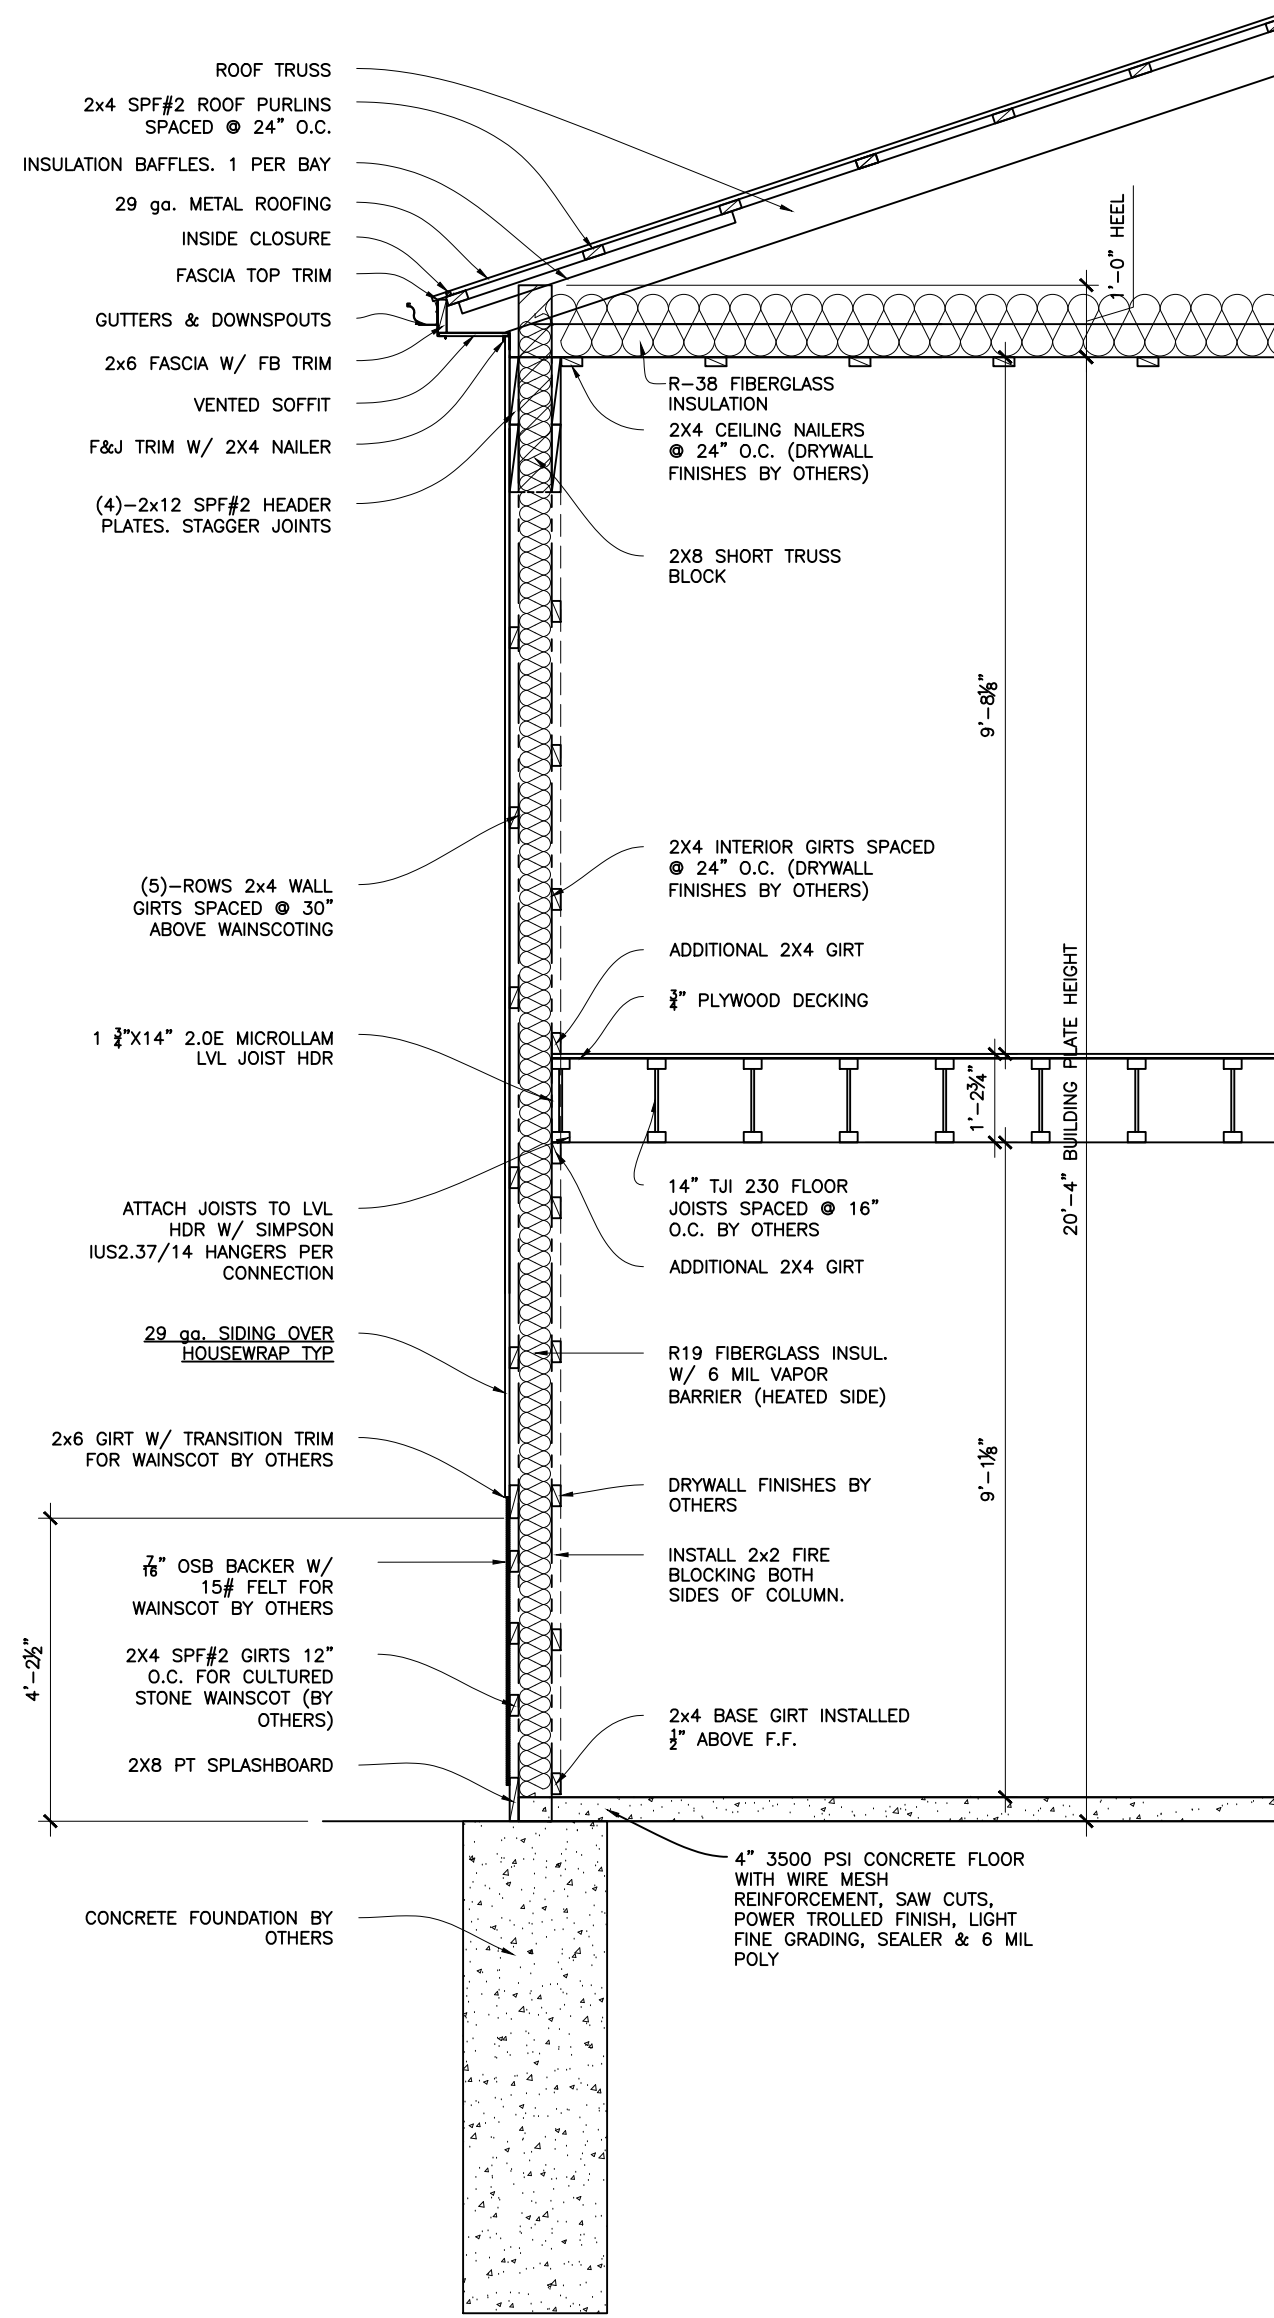 ROOF TRUSS
2x4 SPF#2 ROOF PURLINS
SPACED @ 24" O.C.
INSULATION BAFFLES. 1 PER BAY
29 ga. METAL ROOFING
INSIDE CLOSURE
FASCIA TOP TRIM
GUTTERS & DOWNSPOUTS
2x6 FASCIA W/ FB TRIM
VENTED SOFFIT
F&J TRIM W/ 2X4 NAILER
(4)-2x12 SPF#2 HEADER
PLATES. STAGGER JOINTS
1'-0" HEEL
R-38 FIBERGLASS
INSULATION
2X4 CEILING NAILERS
@ 24" O.C. (DRYWALL
FINISHES BY OTHERS)
2X8 SHORT TRUSS
BLOCK
9'-8⅛"
(5)-ROWS 2x4 WALL
GIRTS SPACED @ 30"
ABOVE WAINSCOTING
2X4 INTERIOR GIRTS SPACED
@ 24" O.C. (DRYWALL
FINISHES BY OTHERS)
ADDITIONAL 2X4 GIRT
¾" PLYWOOD DECKING
20'-4" BUILDING PLATE HEIGHT
1 ¾"X14" 2.0E MICROLLAM
LVL JOIST HDR
1'-2¾"
ATTACH JOISTS TO LVL
HDR W/ SIMPSON
IUS2.37/14 HANGERS PER
CONNECTION
14" TJI 230 FLOOR
JOISTS SPACED @ 16"
O.C. BY OTHERS
ADDITIONAL 2X4 GIRT
29 ga. SIDING OVER
HOUSEWRAP TYP
R19 FIBERGLASS INSUL.
W/ 6 MIL VAPOR
BARRIER (HEATED SIDE)
2x6 GIRT W/ TRANSITION TRIM
FOR WAINSCOT BY OTHERS
9'-1⅛"
DRYWALL FINISHES BY
OTHERS
7/16" OSB BACKER W/
15# FELT FOR
WAINSCOT BY OTHERS
INSTALL 2x2 FIRE
BLOCKING BOTH
SIDES OF COLUMN.
4'-2½"
2X4 SPF#2 GIRTS 12"
O.C. FOR CULTURED
STONE WAINSCOT (BY
OTHERS)
2x4 BASE GIRT INSTALLED
½" ABOVE F.F.
2X8 PT SPLASHBOARD
4" 3500 PSI CONCRETE FLOOR
WITH WIRE MESH
REINFORCEMENT, SAW CUTS,
POWER TROLLED FINISH, LIGHT
FINE GRADING, SEALER & 6 MIL
POLY
CONCRETE FOUNDATION BY
OTHERS